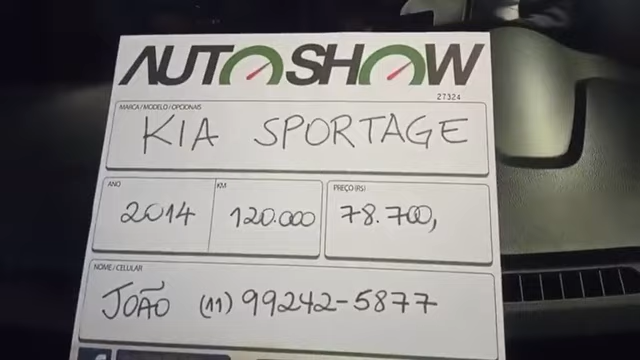 AUTOSHOW
27324
MARCA / MODELO / OPCIONAIS
KIA SPORTAGE
ANO KM PREÇO (R$)
2014 120.000 78.700,
NOME / CELULAR
JOÃO (11) 99242-5877